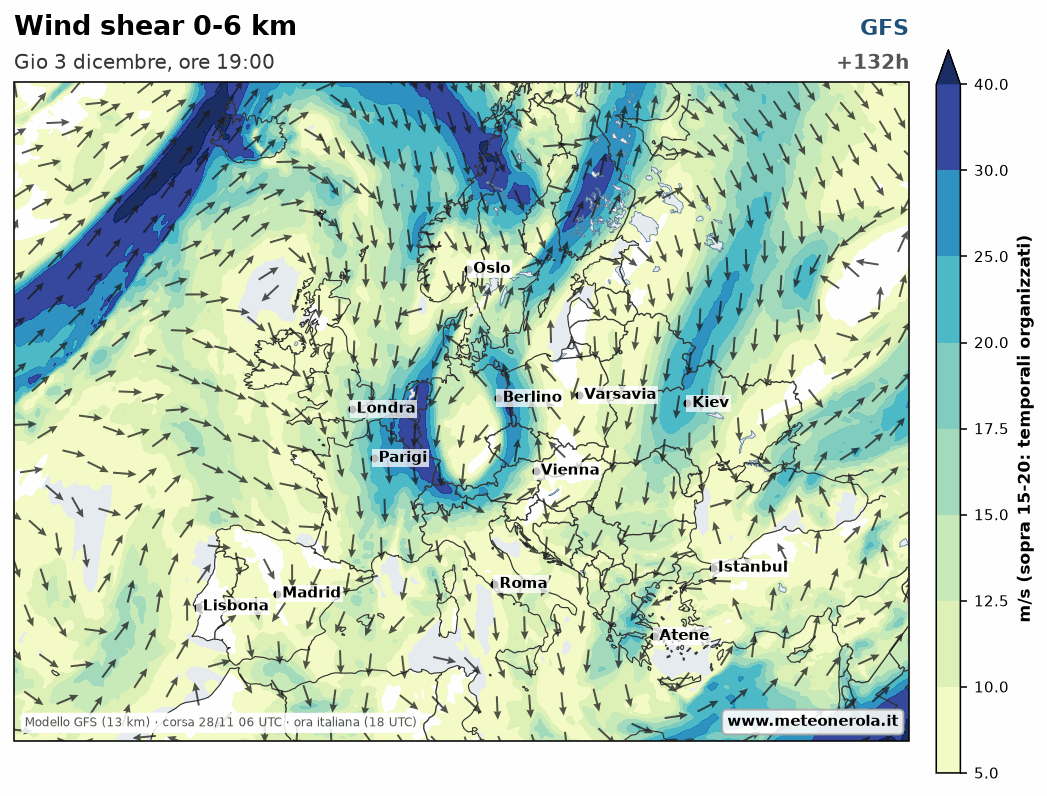 Wind shear 0-6 km
GFS
Gio 3 dicembre, ore 19:00
+132h
40.0
30.0
25.0
20.0
17.5
15.0
12.5
10.0
5.0
m/s (sopra 15-20: temporali organizzati)
Oslo
Londra
Berlino
Varsavia
Kiev
Parigi
Vienna
Istanbul
Roma
Madrid
Lisbona
Atene
Modello GFS (13 km) · corsa 28/11 06 UTC · ora italiana (18 UTC)
www.meteonerola.it